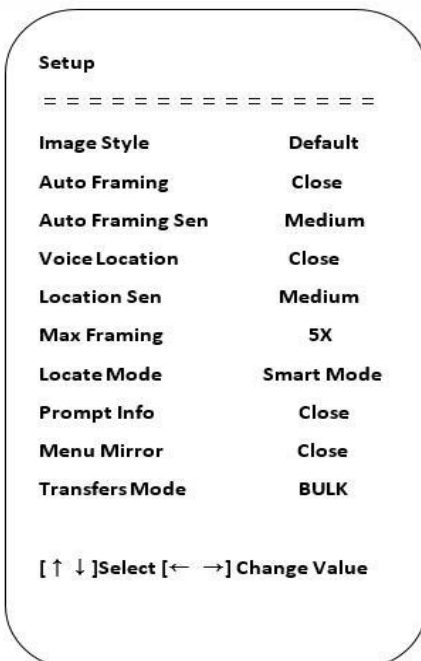 Setup
= = = = = = = = = = = = = = =
Image Style Default
Auto Framing Close
Auto Framing Sen Medium
Voice Location Close
Location Sen Medium
Max Framing 5X
Locate Mode Smart Mode
Prompt Info Close
Menu Mirror Close
Transfers Mode BULK
[ ↑ ↓ ]Select [← →] Change Value